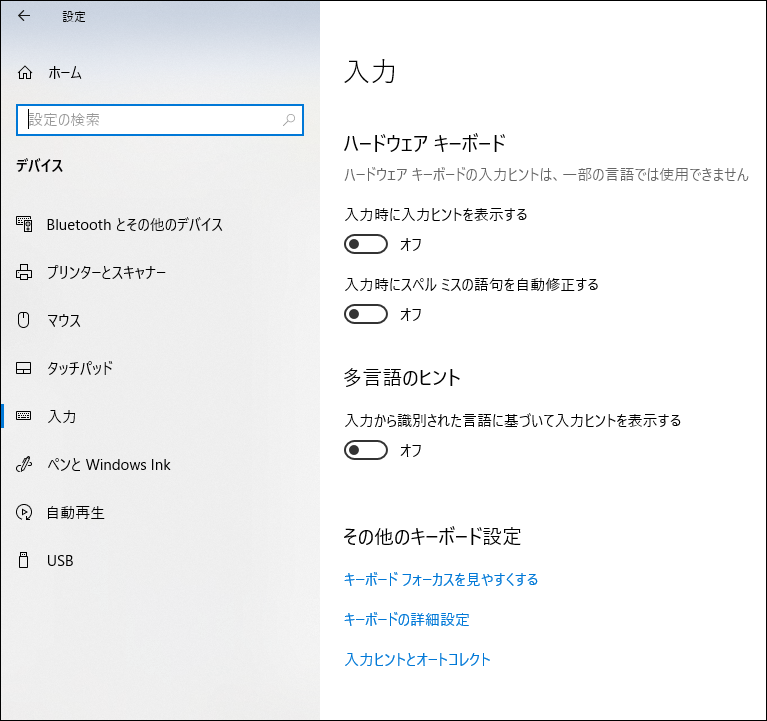 設定
ホーム
設定の検索
デバイス
Bluetooth とその他のデバイス
プリンターとスキャナー
マウス
タッチパッド
入力
ペンと Windows Ink
自動再生
USB
入力
ハードウェア キーボード
ハードウェア キーボードの入力ヒントは、一部の言語では使用できません
入力時に入力ヒントを表示する
オフ
入力時にスペル ミスの語句を自動修正する
オフ
多言語のヒント
入力から識別された言語に基づいて入力ヒントを表示する
オフ
その他のキーボード設定
キーボード フォーカスを見やすくする
キーボードの詳細設定
入力ヒントとオートコレクト